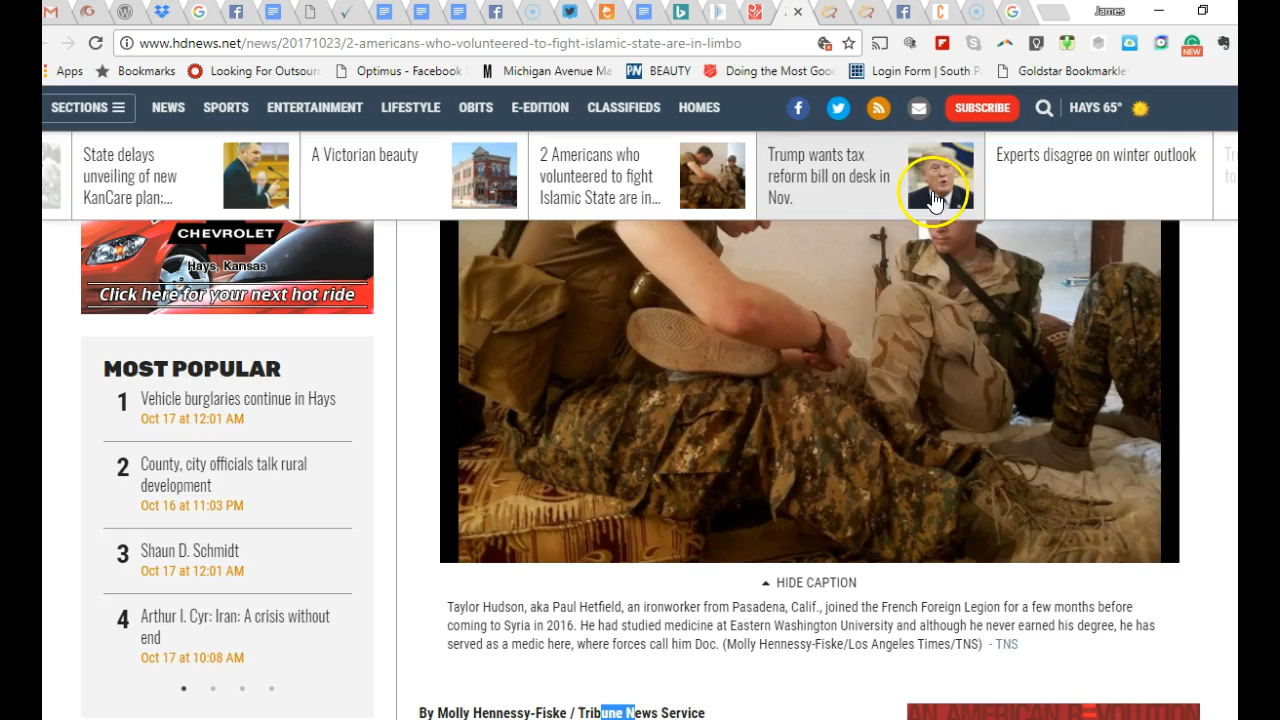 James
www.hdnews.net/news/20171023/2-americans-who-volunteered-to-fight-islamic-state-are-in-limbo
NEW
Apps Bookmarks Looking For Outsourc Optimus - Facebook Michigan Avenue Ma BEAUTY Doing the Most Goo Login Form | South P Goldstar Bookmarkle
SECTIONS NEWS SPORTS ENTERTAINMENT LIFESTYLE OBITS E-EDITION CLASSIFIEDS HOMES SUBSCRIBE HAYS 65°
State delays
unveiling of new
KanCare plan;...
A Victorian beauty
2 Americans who
volunteered to fight
Islamic State are in...
Trump wants tax
reform bill on desk in
Nov.
Experts disagree on winter outlook
CHEVROLET
Hays, Kansas
Click here for your next hot ride
MOST POPULAR
1 Vehicle burglaries continue in Hays
Oct 17 at 12:01 AM
2 County, city officials talk rural
development
Oct 16 at 11:03 PM
3 Shaun D. Schmidt
Oct 17 at 12:01 AM
4 Arthur I. Cyr: Iran: A crisis without
end
Oct 17 at 10:08 AM
HIDE CAPTION
Taylor Hudson, aka Paul Hetfield, an ironworker from Pasadena, Calif., joined the French Foreign Legion for a few months before
coming to Syria in 2016. He had studied medicine at Eastern Washington University and although he never earned his degree, he has
served as a medic here, where forces call him Doc. (Molly Hennessy-Fiske/Los Angeles Times/TNS) - TNS
By Molly Hennessy-Fiske / Tribune News Service
AN AMERICAN REVOLUTION